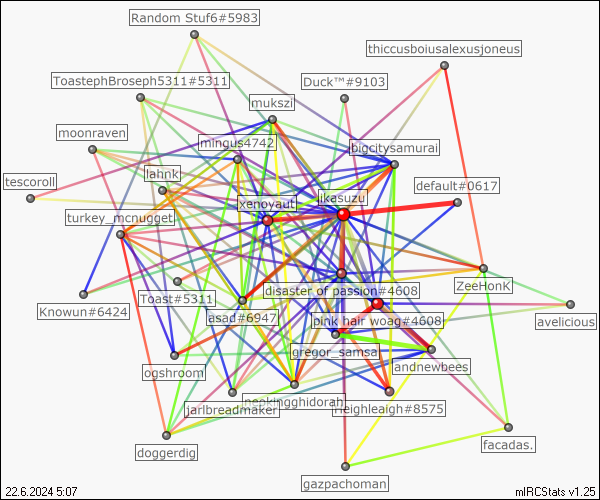 Random Stuf6#5983
thiccusboiusalexusjoneus
ToastephBroseph5311#5311
Duck™#9103
mukszi
moonraven
mingus4742
bigcitysamurai
lahnk
tescoroll
default#0617
xenoyaut
likasuzu
turkey_mcnugget
disaster of passion#4608
ZeeHonk
Toast#5311
Knowun#6424
asad#6947
pink hair woag#4608
avelicious
gregor_samsa
ogshroom
andnewbees
nepkingghidorah
jarlbreadmaker
heighleaigh#8575
doggerdig
facadas.
gazpachoman
22.6.2024 5:07
mIRCStats v1.25